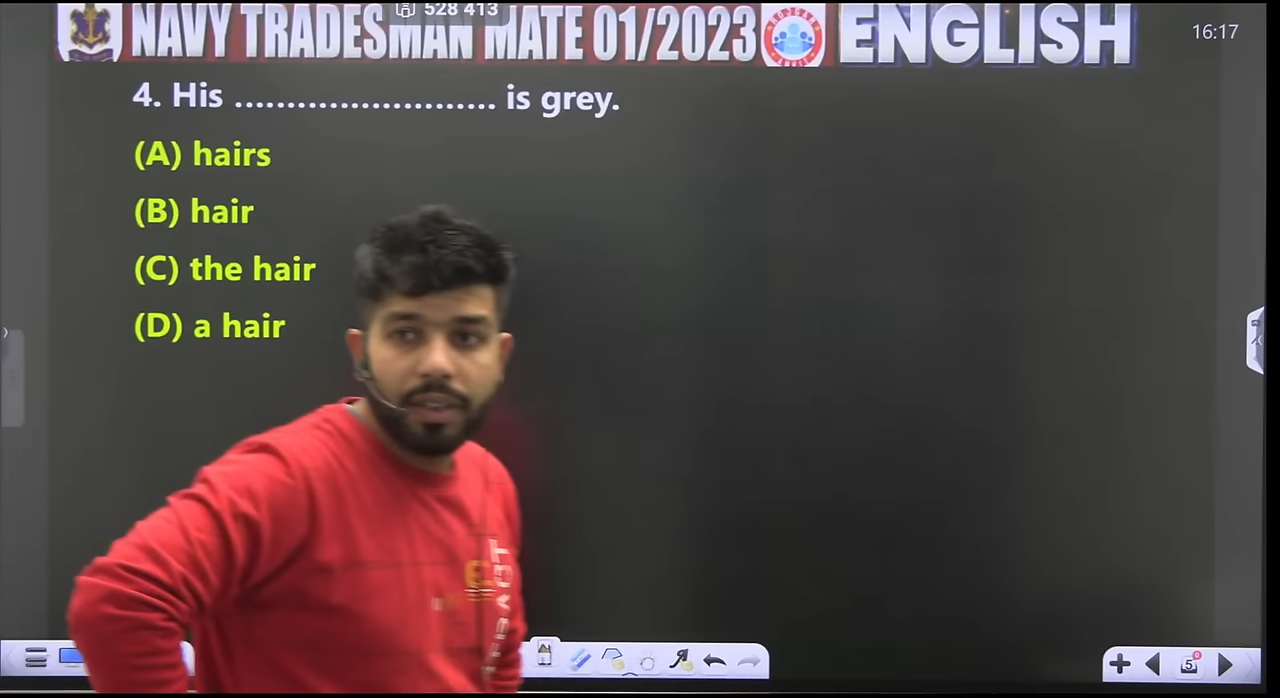 528 413
NAVY TRADESMAN MATE 01/2023 ENGLISH
16:17
4. His ......................... is grey.
(A) hairs
(B) hair
(C) the hair
(D) a hair
5